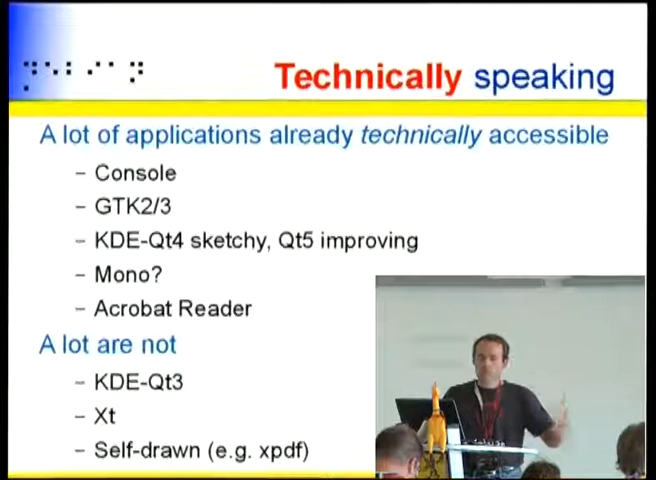 Technically speaking
A lot of applications already technically accessible
– Console
– GTK2/3
– KDE-Qt4 sketchy, Qt5 improving
– Mono?
– Acrobat Reader
A lot are not
– KDE-Qt3
– Xt
– Self-drawn (e.g. xpdf)